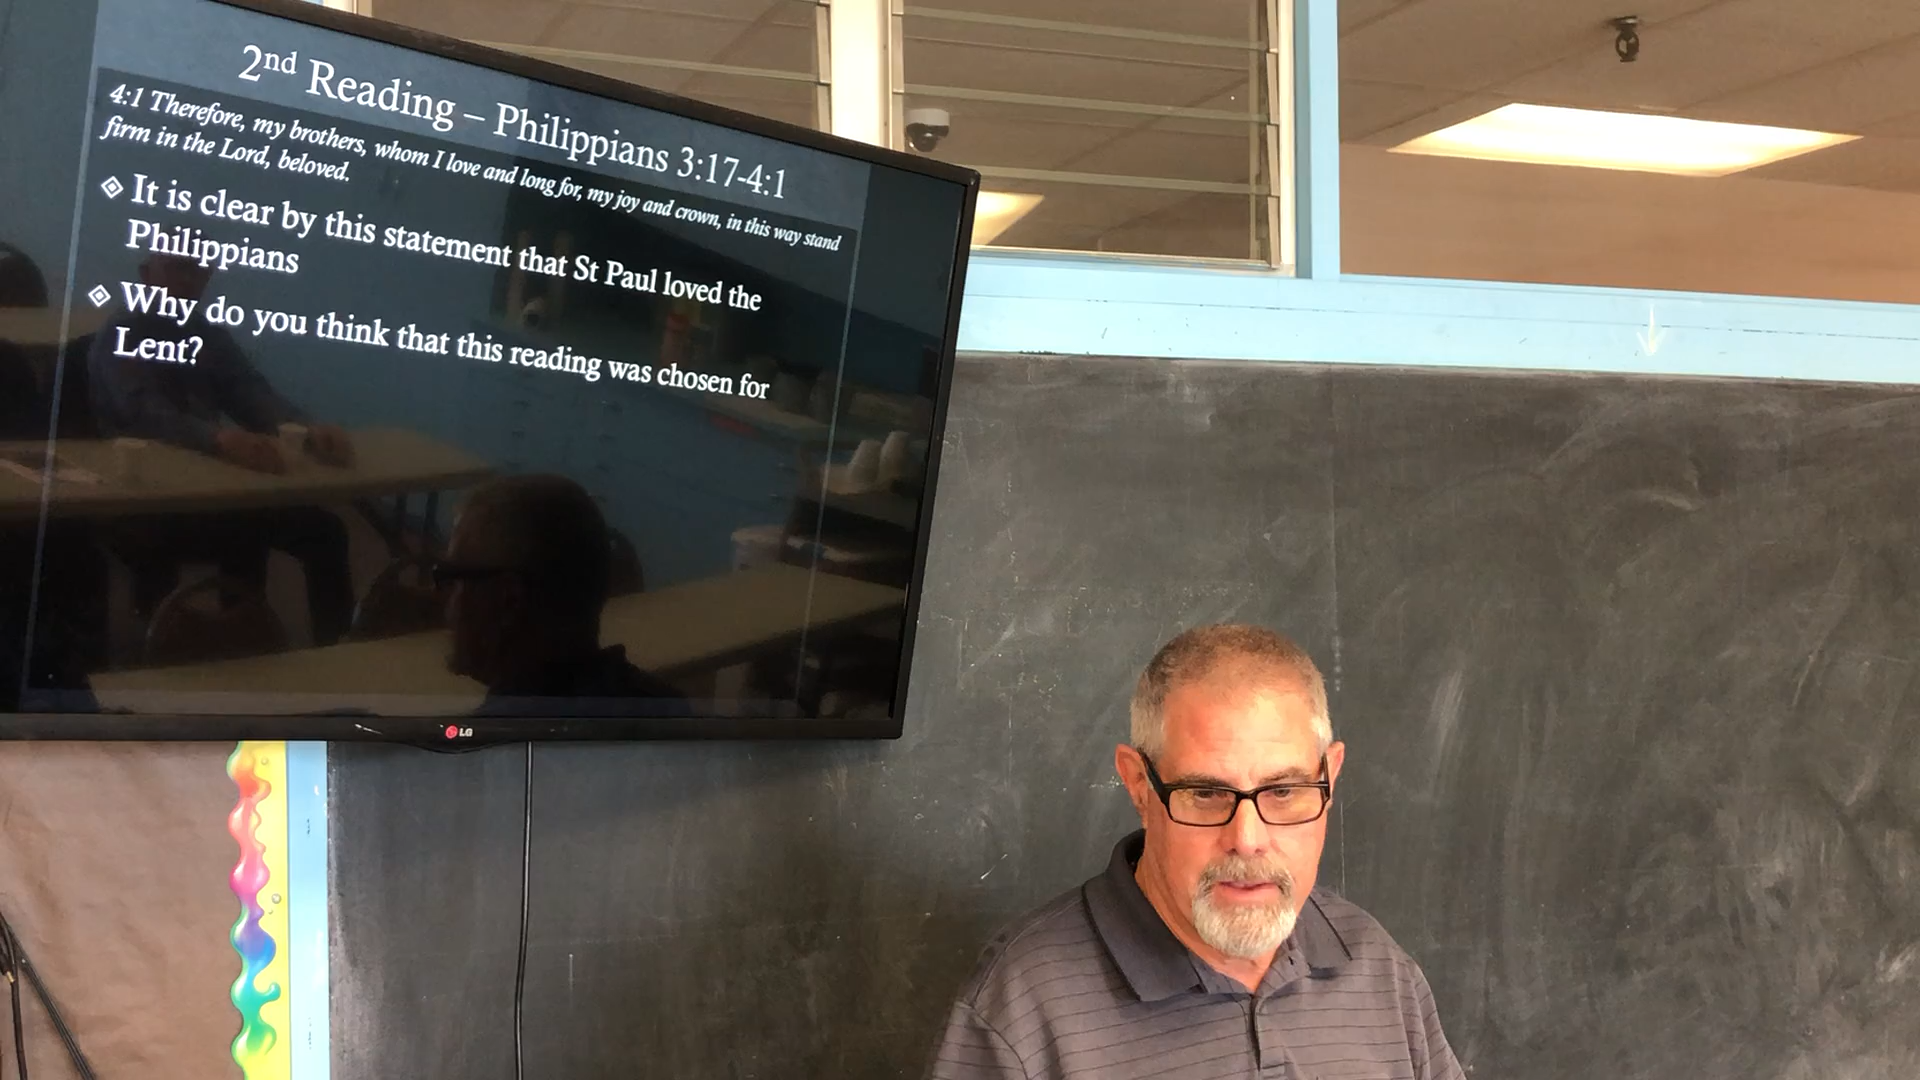 2nd Reading – Philippians 3:17-4:1
4:1 Therefore, my brothers, whom I love and long for, my joy and crown, in this way stand
firm in the Lord, beloved.
It is clear by this statement that St Paul loved the
Philippians
Why do you think that this reading was chosen for
Lent?
LG